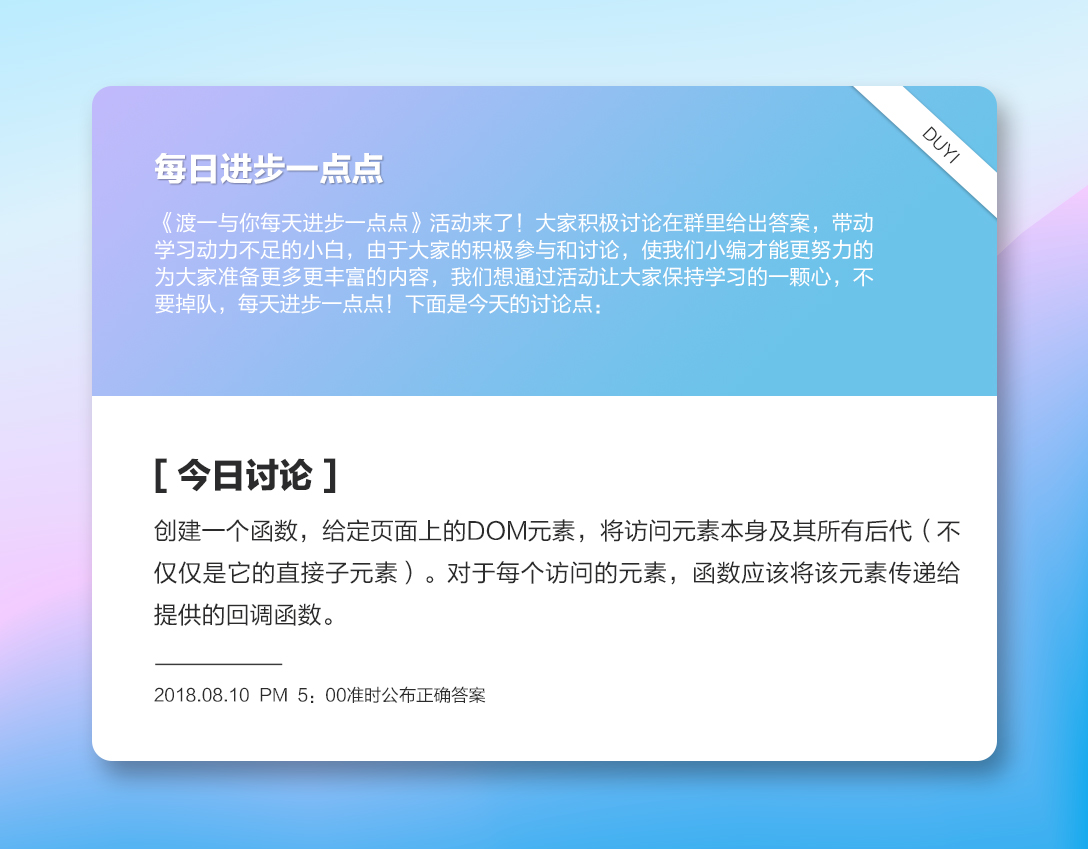 DUYI
每日进步一点点
《渡一与你每天进步一点点》活动来了！大家积极讨论在群里给出答案，带动
学习动力不足的小白，由于大家的积极参与和讨论，使我们小编才能更努力的
为大家准备更多更丰富的内容，我们想通过活动让大家保持学习的一颗心，不
要掉队，每天进步一点点！下面是今天的讨论点：
[ 今日讨论 ]
创建一个函数，给定页面上的DOM元素，将访问元素本身及其所有后代（不
仅仅是它的直接子元素）。对于每个访问的元素，函数应该将该元素传递给
提供的回调函数。
2018.08.10 PM 5：00准时公布正确答案